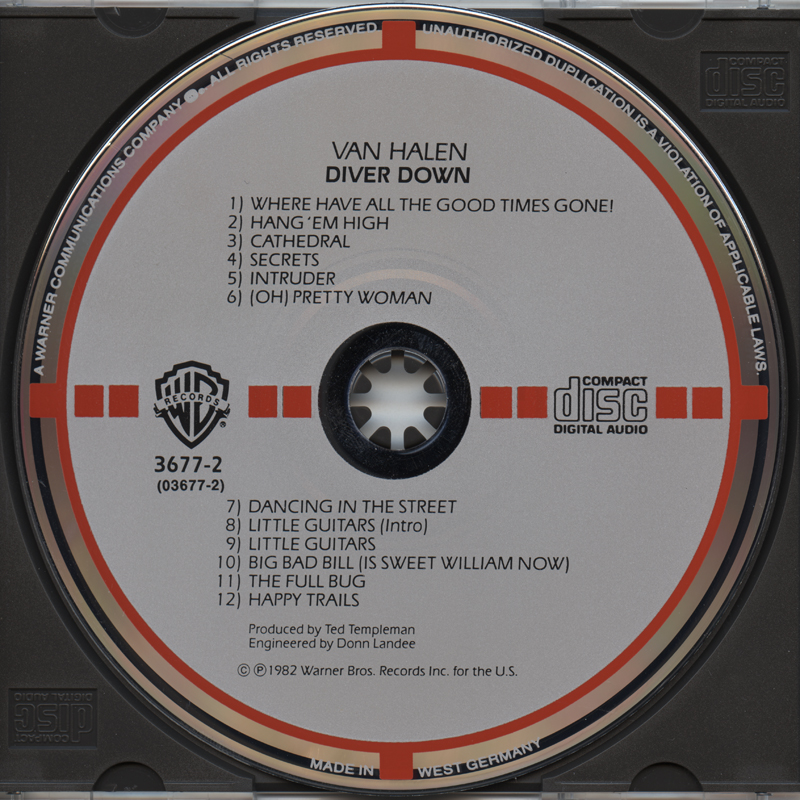 A WARNER COMMUNICATIONS COMPANY ALL RIGHTS RESERVED
UNAUTHORIZED DUPLICATION IS A VIOLATION OF APPLICABLE LAWS.
COMPACT
disc
DIGITAL AUDIO
VAN HALEN
DIVER DOWN
1) WHERE HAVE ALL THE GOOD TIMES GONE!
2) HANG 'EM HIGH
3) CATHEDRAL
4) SECRETS
5) INTRUDER
6) (OH) PRETTY WOMAN
WB
RECORDS
®
COMPACT
disc
DIGITAL AUDIO
3677-2
(03677-2)
7) DANCING IN THE STREET
8) LITTLE GUITARS (Intro)
9) LITTLE GUITARS
10) BIG BAD BILL (IS SWEET WILLIAM NOW)
11) THE FULL BUG
12) HAPPY TRAILS
Produced by Ted Templeman
Engineered by Donn Landee
© ℗ 1982 Warner Bros. Records Inc. for the U.S.
COMPACT
disc
DIGITAL AUDIO
MADE IN WEST GERMANY